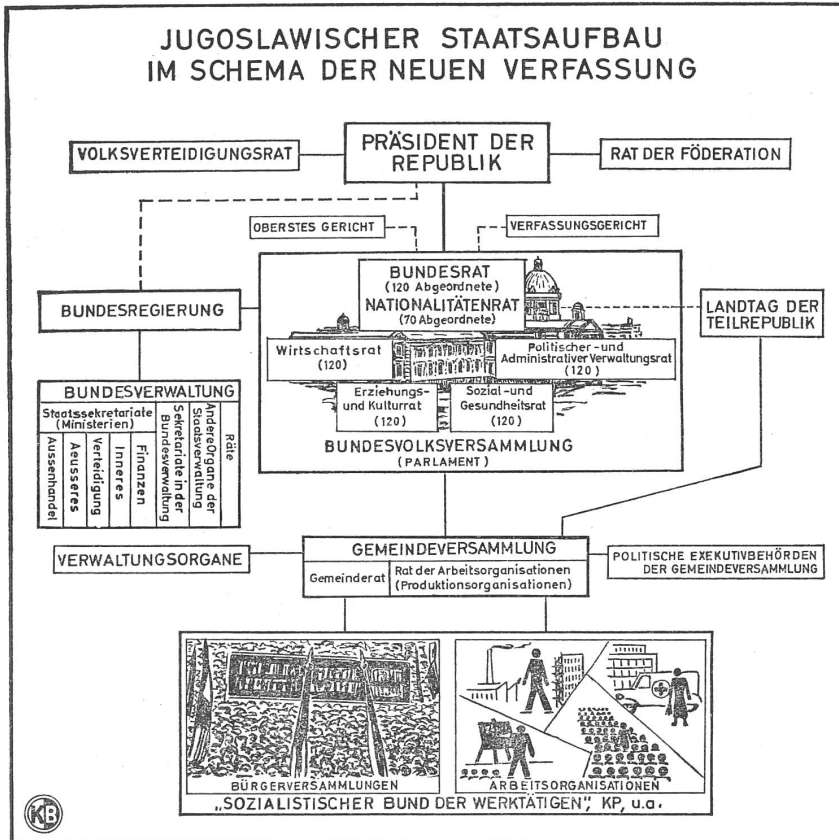 JUGOSLAWISCHER STAATSAUFBAU
IM SCHEMA DER NEUEN VERFASSUNG
VOLKSVERTEIDIGUNGSRAT
PRÄSIDENT DER
REPUBLIK
RAT DER FÖDERATION
OBERSTES GERICHT
VERFASSUNGSGERICHT
BUNDESREGIERUNG
BUNDESRAT
(120 Abgeordnete)
NATIONALITÄTENRAT
(70 Abgeordnete)
LANDTAG DER
TEILREPUBLIK
Wirtschaftsrat
(120)
Politischer- und
Administrativer Verwaltungsrat
(120)
Erziehungs-
und Kulturrat
(120)
Sozial- und
Gesundheitsrat
(120)
BUNDESVOLKSVERSAMMLUNG
(PARLAMENT)
BUNDESVERWALTUNG
Staatssekretariate
(Ministerien)
Aussenhandel
Aeusseres
Verteidigung
Inneres
Finanzen
Sekretariate in der
Bundesverwaltung
Andere Organe der
Staatsverwaltung
Räte
VERWALTUNGSORGANE
GEMEINDEVERSAMMLUNG
Gemeinderat
Rat der Arbeitsorganisationen
(Produktionsorganisationen)
POLITISCHE EXEKUTIVBEHÖRDEN
DER GEMEINDEVERSAMMLUNG
BÜRGERVERSAMMLUNGEN
ARBEITSORGANISATIONEN
„SOZIALISTISCHER BUND DER WERKTÄTIGEN", KP, u.a.
KB